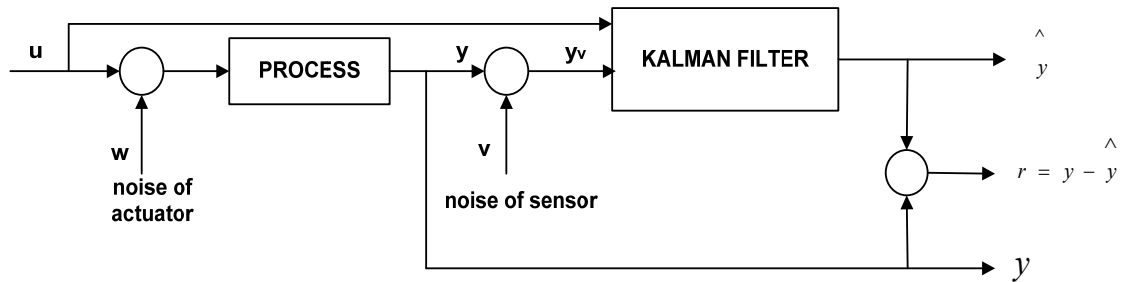 u
PROCESS
y
yv
KALMAN FILTER
^
y
w
noise of
actuator
v
noise of sensor
^
r = y − y
y